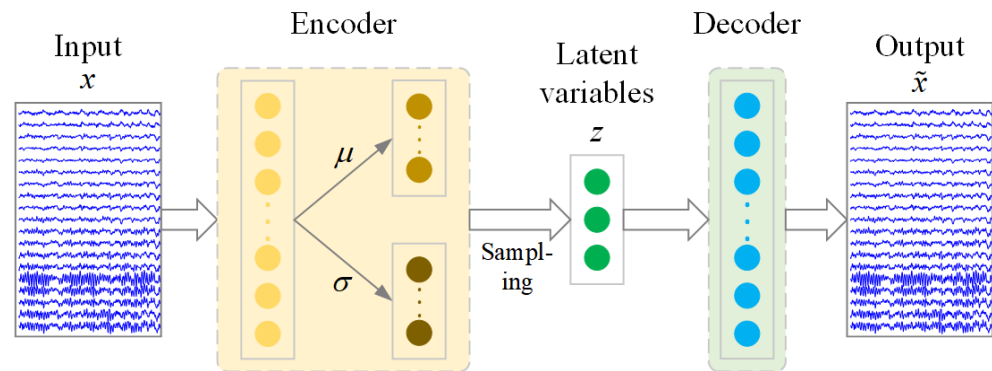 Input
x
Encoder
μ
σ
Sampl-
ing
Latent
variables
z
Decoder
Output
x̃